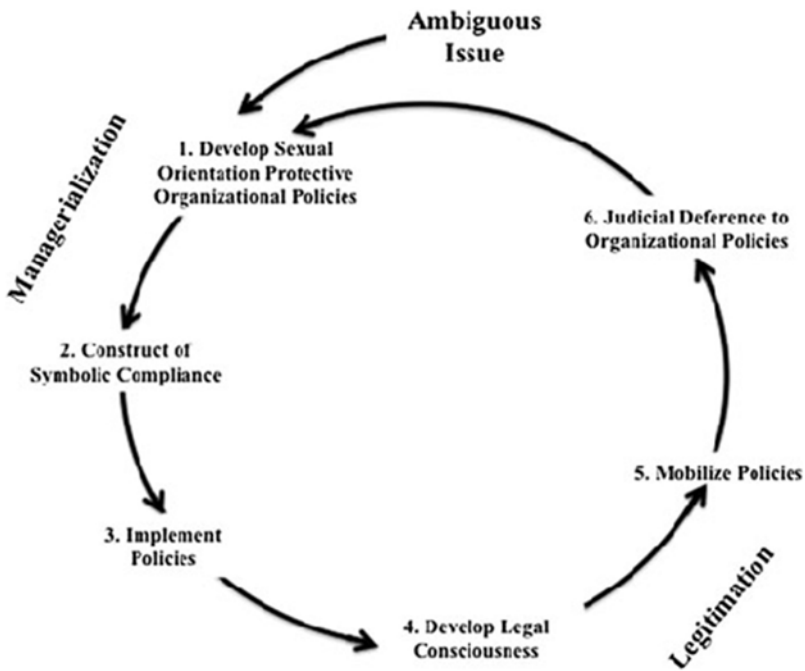 Ambiguous
Issue
Managerialization
1. Develop Sexual
Orientation Protective
Organizational Policies
6. Judicial Deference to
Organizational Policies
2. Construct of
Symbolic Compliance
5. Mobilize Policies
3. Implement
Policies
4. Develop Legal
Consciousness
Legitimation